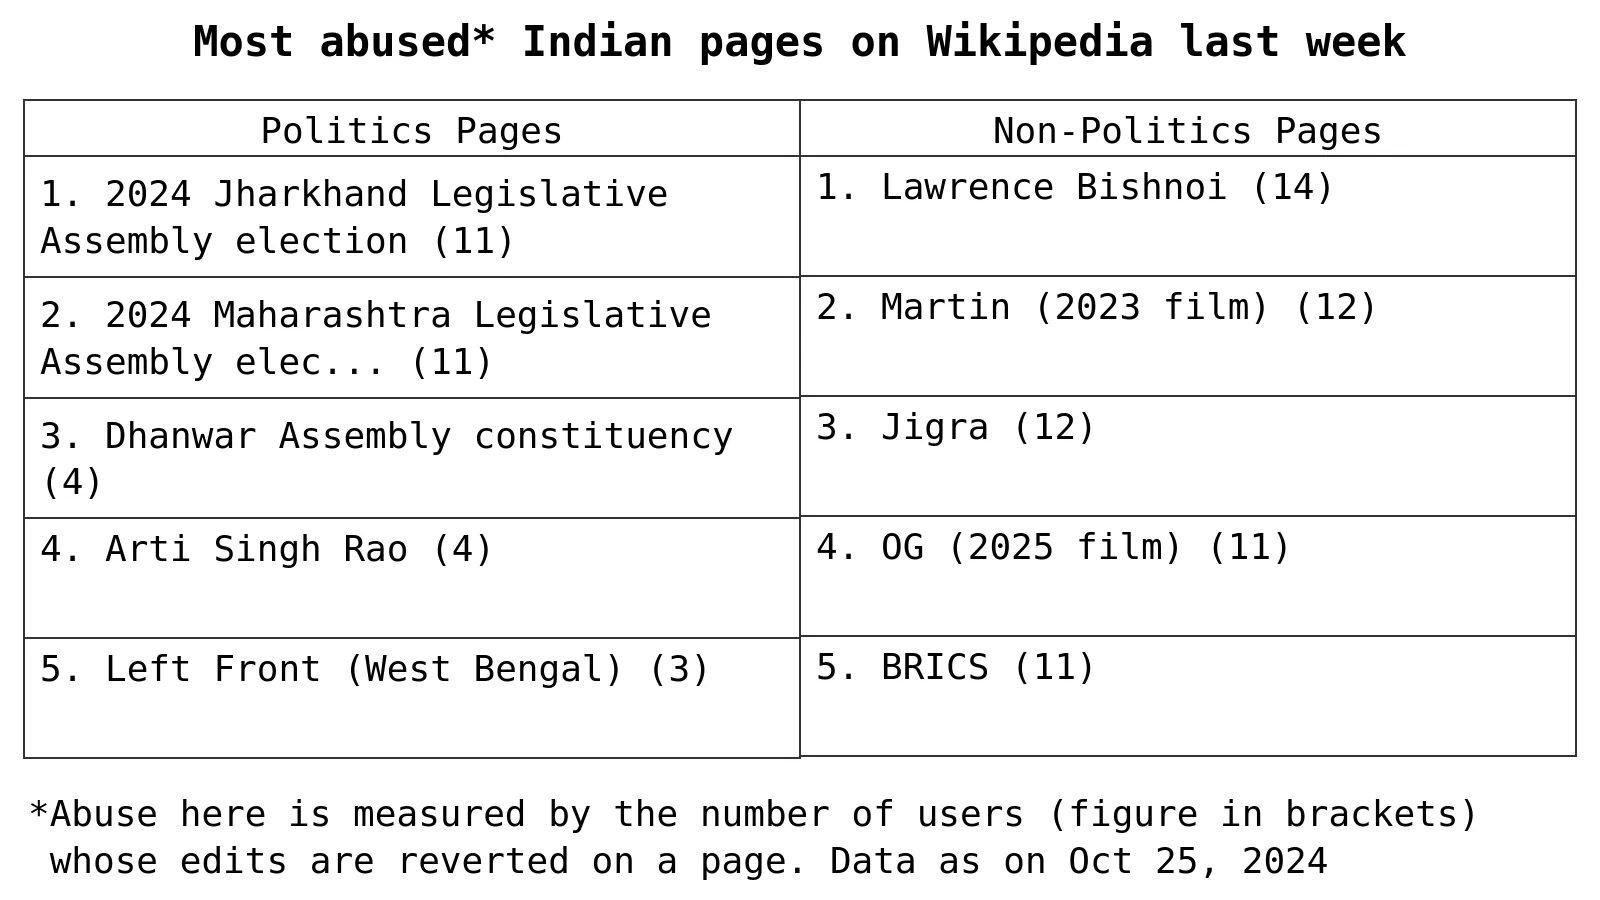 Most abused* Indian pages on Wikipedia last week
Politics Pages
1. 2024 Jharkhand Legislative
Assembly election (11)
2. 2024 Maharashtra Legislative
Assembly elec... (11)
3. Dhanwar Assembly constituency
(4)
4. Arti Singh Rao (4)
5. Left Front (West Bengal) (3)
Non-Politics Pages
1. Lawrence Bishnoi (14)
2. Martin (2023 film) (12)
3. Jigra (12)
4. OG (2025 film) (11)
5. BRICS (11)
*Abuse here is measured by the number of users (figure in brackets)
whose edits are reverted on a page. Data as on Oct 25, 2024